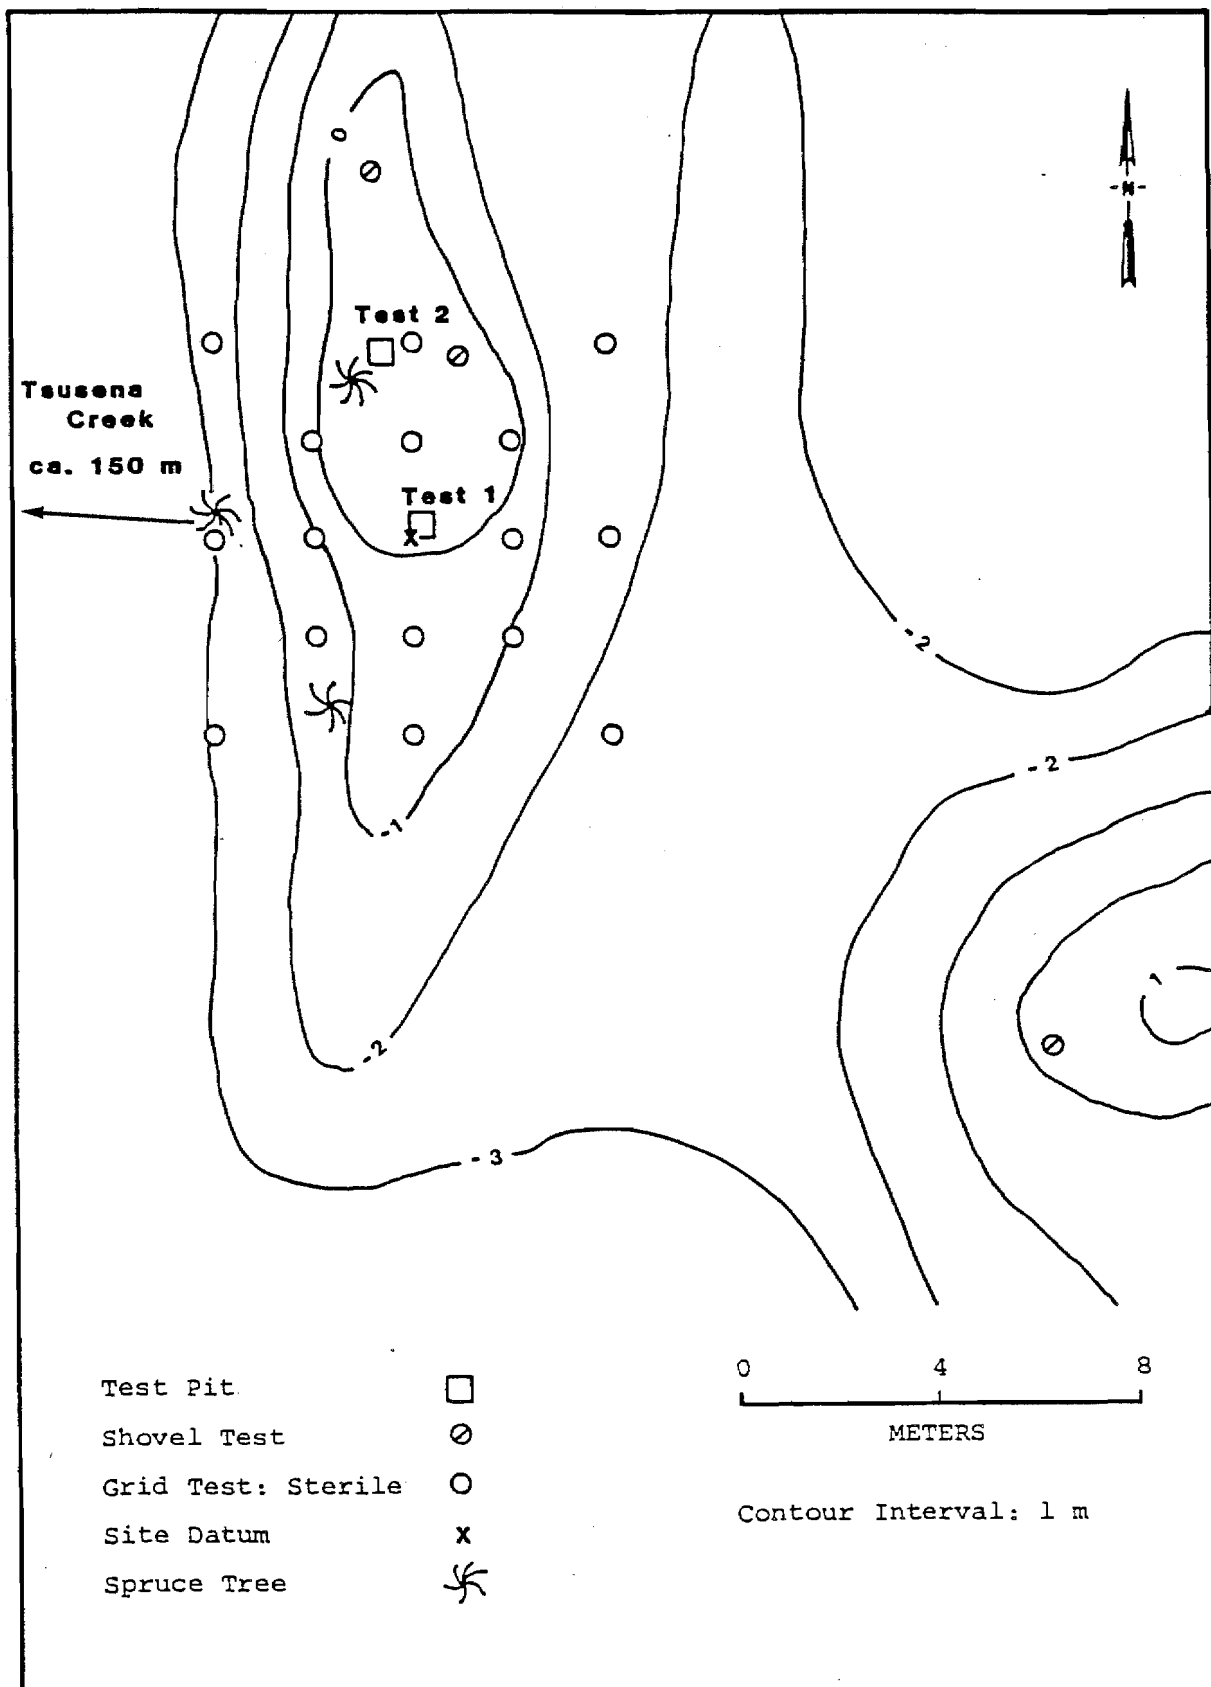 0
-N-
Test 2
Tsusena
Creek
ca. 150 m
Test 1
x
-2
-2
-1
1
-2
-3
0 4 8
METERS
Test Pit
Shovel Test
Grid Test: Sterile
Site Datum x
Spruce Tree
Contour Interval: 1 m